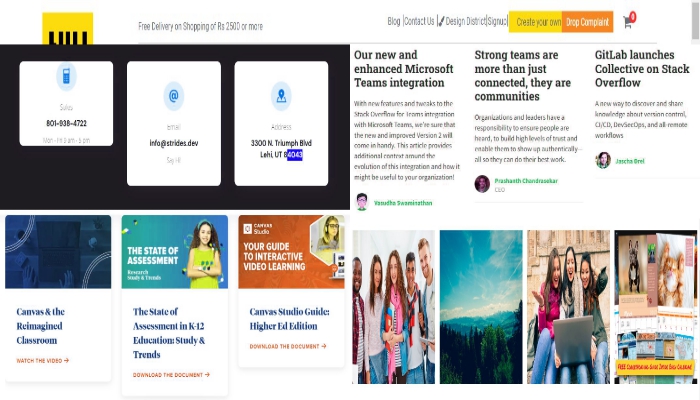 Free Delivery on Shopping of Rs 2500 or more
Blog |Contact Us | Design District|Signup
Create your own
Drop Complaint
0
Sales
801-938-4722
Mon - Fri 9 am - 5 pm
@
Email
info@strides.dev
Say Hi!
Address
3300 N. Triumph Blvd
Lehi, UT 84043
Our new and
enhanced Microsoft
Teams integration
With new features and tweaks to the
Stack Overflow for Teams integration
with Microsoft Teams, we're sure that
the new and improved Version 2 will
come in handy. This article provides
additional context around the
evolution of this integration and how it
might be useful to your organization!
Vasudha Swaminathan
Strong teams are
more than just
connected, they are
communities
Organizations and leaders have a
responsibility to ensure people are
heard, to build high levels of trust and
enable them to show up authentically -
all so they can do their best work.
Prashanth Chandrasekar
CEO
GitLab launches
Collective on Stack
Overflow
A new way to discover and share
knowledge about version control,
CI/CD, DevSecOps, and all-remote
workflows
Jascha Drel
Canvas & the
Reimagined
Classroom
WATCH THE VIDEO →
THE STATE OF
ASSESSMENT
Research
Study & Trends
The State of
Assessment in K-12
Education: Study &
Trends
DOWNLOAD THE DOCUMENT →
CANVAS
Studio
YOUR GUIDE
TO INTERACTIVE
VIDEO LEARNING
Canvas Studio Guide:
Higher Ed Edition
DOWNLOAD THE DOCUMENT →